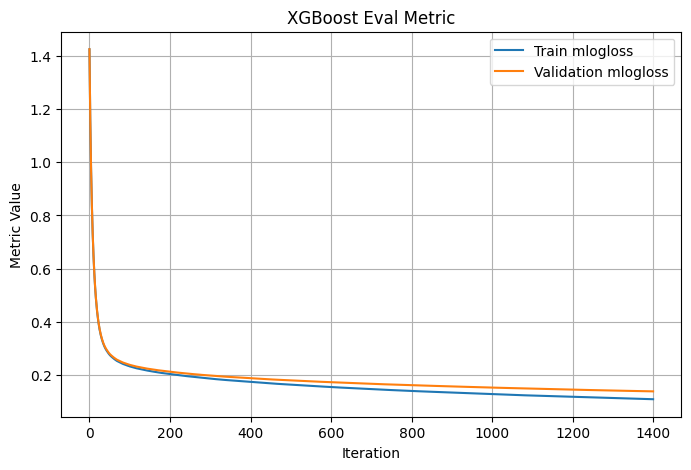 XGBoost Eval Metric
Train mlogloss
Validation mlogloss
Metric Value
1.4
1.2
1.0
0.8
0.6
0.4
0.2
0 200 400 600 800 1000 1200 1400
Iteration